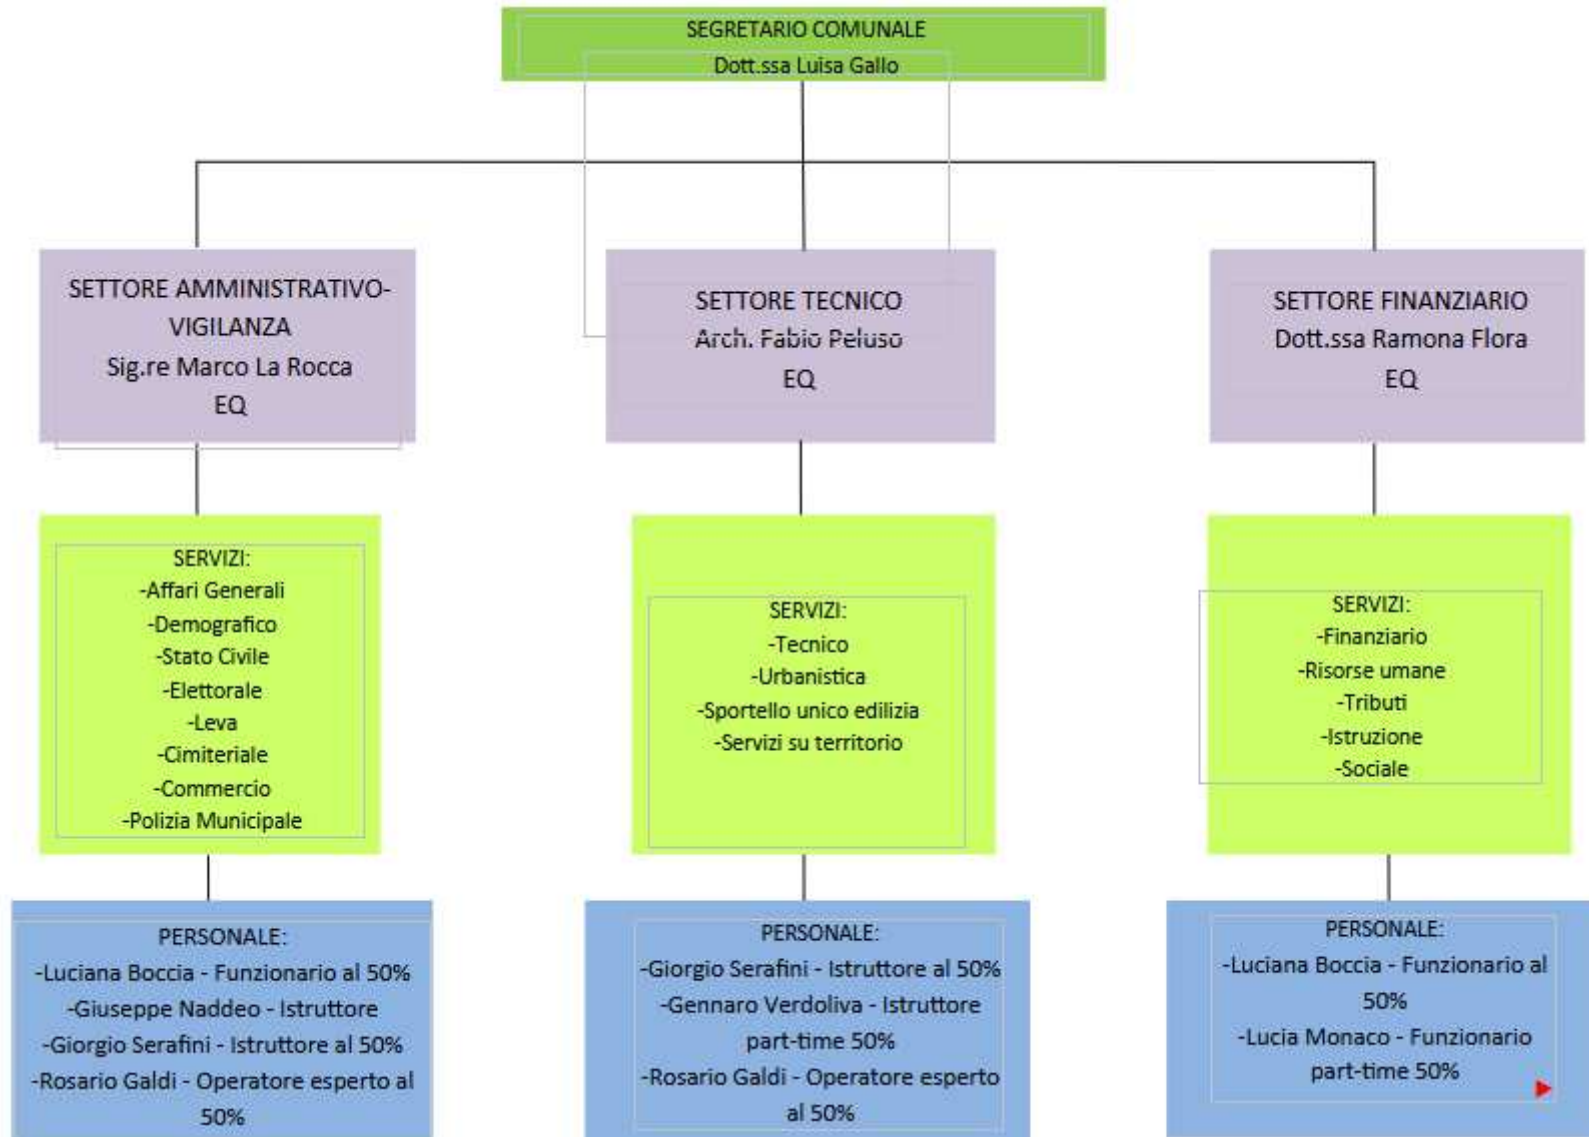 SEGRETARIO COMUNALE
Dott.ssa Luisa Gallo
SETTORE AMMINISTRATIVO-
VIGILANZA
Sig.re Marco La Rocca
EQ
SETTORE TECNICO
Arch. Fabio Peluso
EQ
SETTORE FINANZIARIO
Dott.ssa Ramona Flora
EQ
SERVIZI:
-Affari Generali
-Demografico
-Stato Civile
-Elettorale
-Leva
-Cimiteriale
-Commercio
-Polizia Municipale
SERVIZI:
-Tecnico
-Urbanistica
-Sportello unico edilizia
-Servizi su territorio
SERVIZI:
-Finanziario
-Risorse umane
-Tributi
-Istruzione
-Sociale
PERSONALE:
-Luciana Boccia - Funzionario al 50%
-Giuseppe Naddeo - Istruttore
-Giorgio Serafini - Istruttore al 50%
-Rosario Galdi - Operatore esperto al
50%
PERSONALE:
-Giorgio Serafini - Istruttore al 50%
-Gennaro Verdoliva - Istruttore
part-time 50%
-Rosario Galdi - Operatore esperto
al 50%
PERSONALE:
-Luciana Boccia - Funzionario al
50%
-Lucia Monaco - Funzionario
part-time 50%